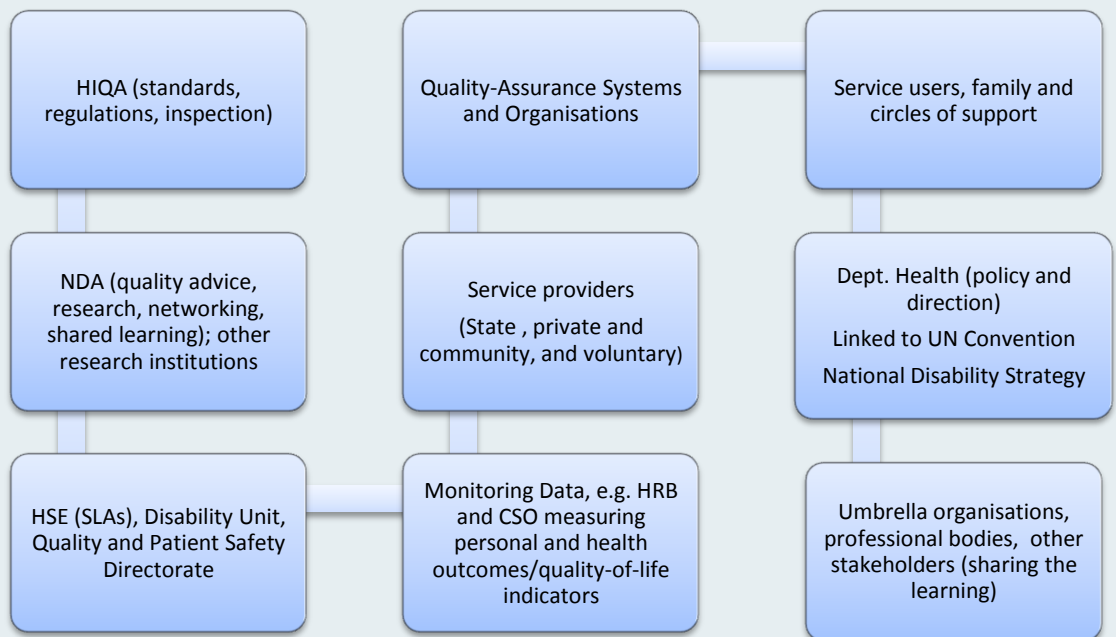 HIQA (standards,
regulations, inspection)
NDA (quality advice,
research, networking,
shared learning); other
research institutions
HSE (SLAs), Disability Unit,
Quality and Patient Safety
Directorate
Monitoring Data, e.g. HRB
and CSO measuring
personal and health
outcomes/quality-of-life
indicators
Service providers
(State , private and
community, and voluntary)
Quality-Assurance Systems
and Organisations
Service users, family and
circles of support
Dept. Health (policy and
direction)
Linked to UN Convention
National Disability Strategy
Umbrella organisations,
professional bodies,  other
stakeholders (sharing the
learning)